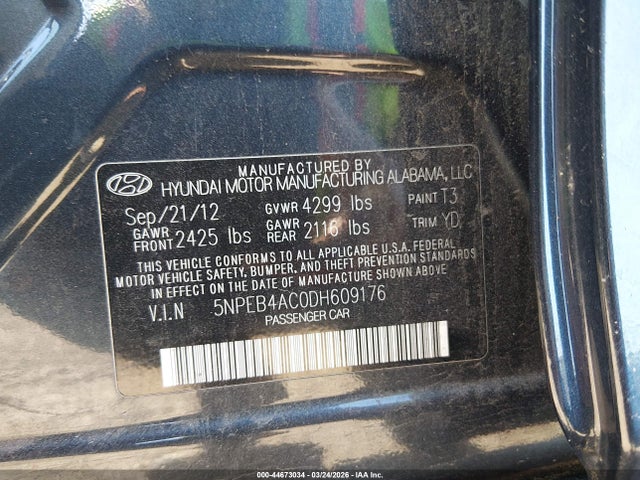 MANUFACTURED BY
HYUNDAI MOTOR MANUFACTURING ALABAMA, LLC
Sep/21/12 GVWR 4299 lbs PAINT T3
GAWR FRONT 2425 lbs GAWR REAR 2116 lbs TRIM YD
THIS VEHICLE CONFORMS TO ALL APPLICABLE U.S.A. FEDERAL
MOTOR VEHICLE SAFETY, BUMPER, AND THEFT PREVENTION STANDARDS
IN EFFECT ON THE DATE OF MANUFACTURE SHOWN ABOVE
V.I.N 5NPEB4AC0DH609176
PASSENGER CAR
000-44673034 - 03/24/2026 - IAA Inc.